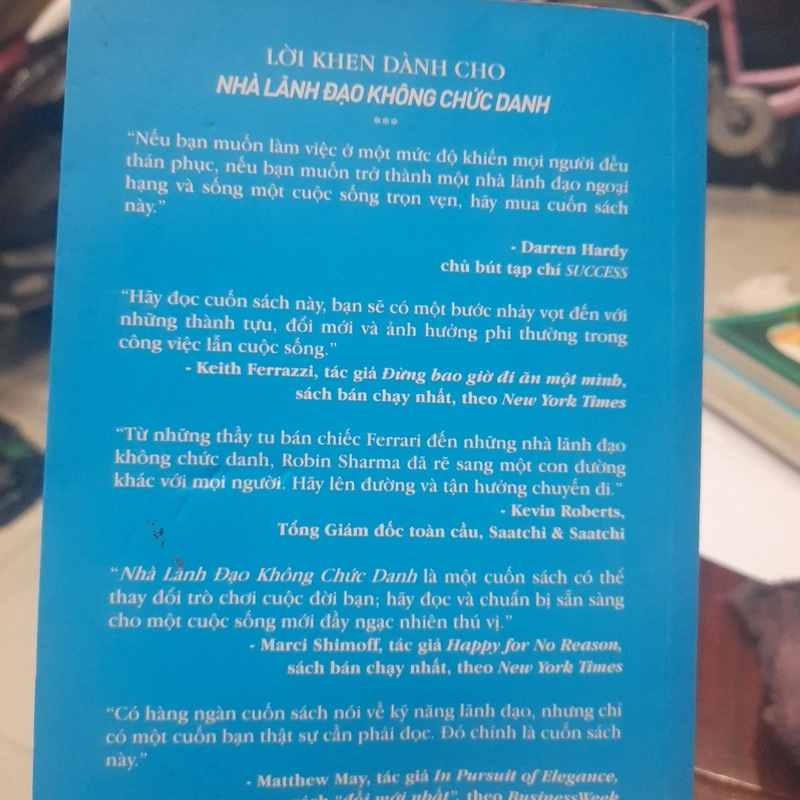 LỜI KHEN DÀNH CHO
NHÀ LÃNH ĐẠO KHÔNG CHỨC DANH
***
“Nếu bạn muốn làm việc ở một mức độ khiến mọi người đều
thán phục, nếu bạn muốn trở thành một nhà lãnh đạo ngoại
hạng và sống một cuộc sống trọn vẹn, hãy mua cuốn sách
này.”
- Darren Hardy
chủ bút tạp chí SUCCESS
“Hãy đọc cuốn sách này, bạn sẽ có một bước nhảy vọt đến với
những thành tựu, đổi mới và ảnh hưởng phi thường trong
công việc lẫn cuộc sống.”
- Keith Ferrazzi, tác giả Đừng bao giờ đi ăn một mình,
sách bán chạy nhất, theo New York Times
“Từ những thầy tu bán chiếc Ferrari đến những nhà lãnh đạo
không chức danh, Robin Sharma đã rẽ sang một con đường
khác với mọi người. Hãy lên đường và tận hưởng chuyến đi.”
- Kevin Roberts,
Tổng Giám đốc toàn cầu, Saatchi & Saatchi
“Nhà Lãnh Đạo Không Chức Danh là một cuốn sách có thể
thay đổi trò chơi cuộc đời bạn; hãy đọc và chuẩn bị sẵn sàng
cho một cuộc sống mới đầy ngạc nhiên thú vị.”
- Marci Shimoff, tác giả Happy for No Reason,
sách bán chạy nhất, theo New York Times
“Có hàng ngàn cuốn sách nói về kỹ năng lãnh đạo, nhưng chỉ
có một cuốn bạn thật sự cần phải đọc. Đó chính là cuốn sách
này.”
- Matthew May, tác giả In Pursuit of Elegance,
sách “đổi mới nhất”, theo BusinessWeek